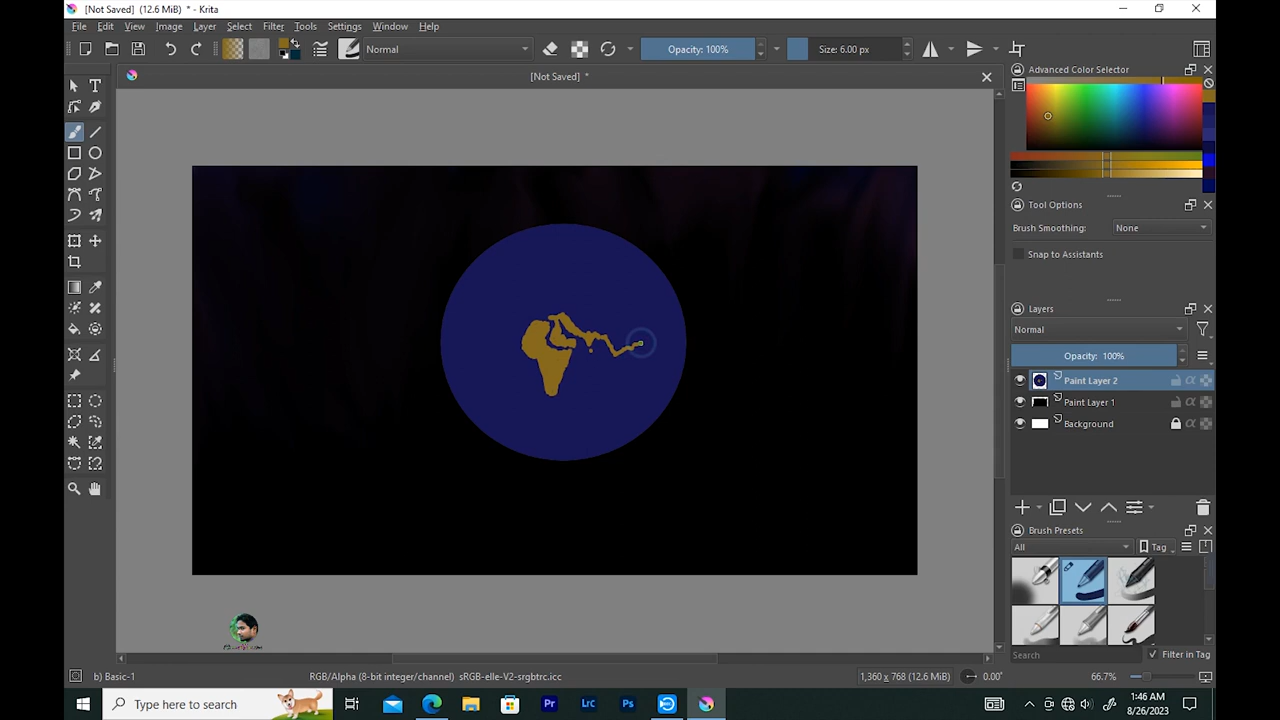 [Not Saved] (12.6 MiB) * - Krita
File Edit View Image Layer Select Filter Tools Settings Window Help
Normal Opacity: 100% Size: 6.00 px
[Not Saved] *
Advanced Color Selector
Tool Options
Brush Smoothing: None
Snap to Assistants
Layers
Normal
Opacity: 100%
Paint Layer 2
Paint Layer 1
Background
Brush Presets
All Tag
Search Filter in Tag
b) Basic-1 RGB/Alpha (8-bit integer/channel) sRGB-elle-V2-srgbtrc.icc 1,360 x 768 (12.6 MiB) 0.00° 66.7%
Type here to search Pr Lrc Ps 1:46 AM
8/26/2023